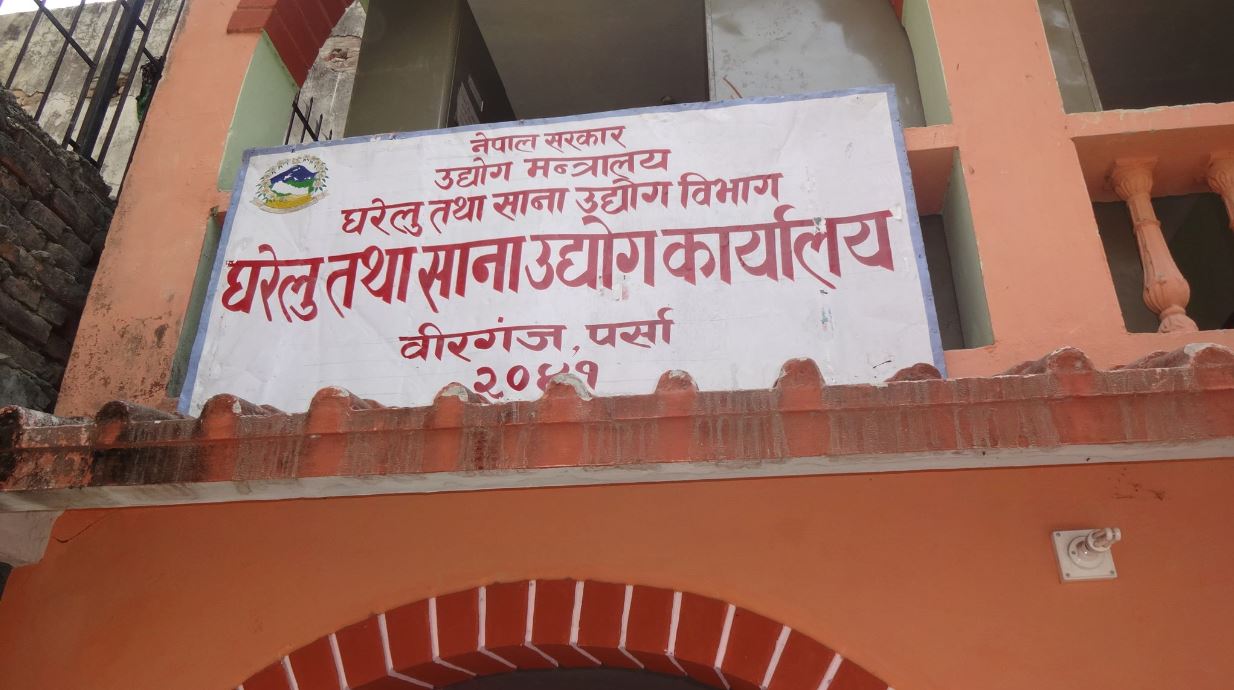 नेपाल सरकार
उद्योग मन्त्रालय
घरेलु तथा साना उद्योग विभाग
घरेलु तथा साना उद्योग कार्यालय
वीरगंज, पर्सा